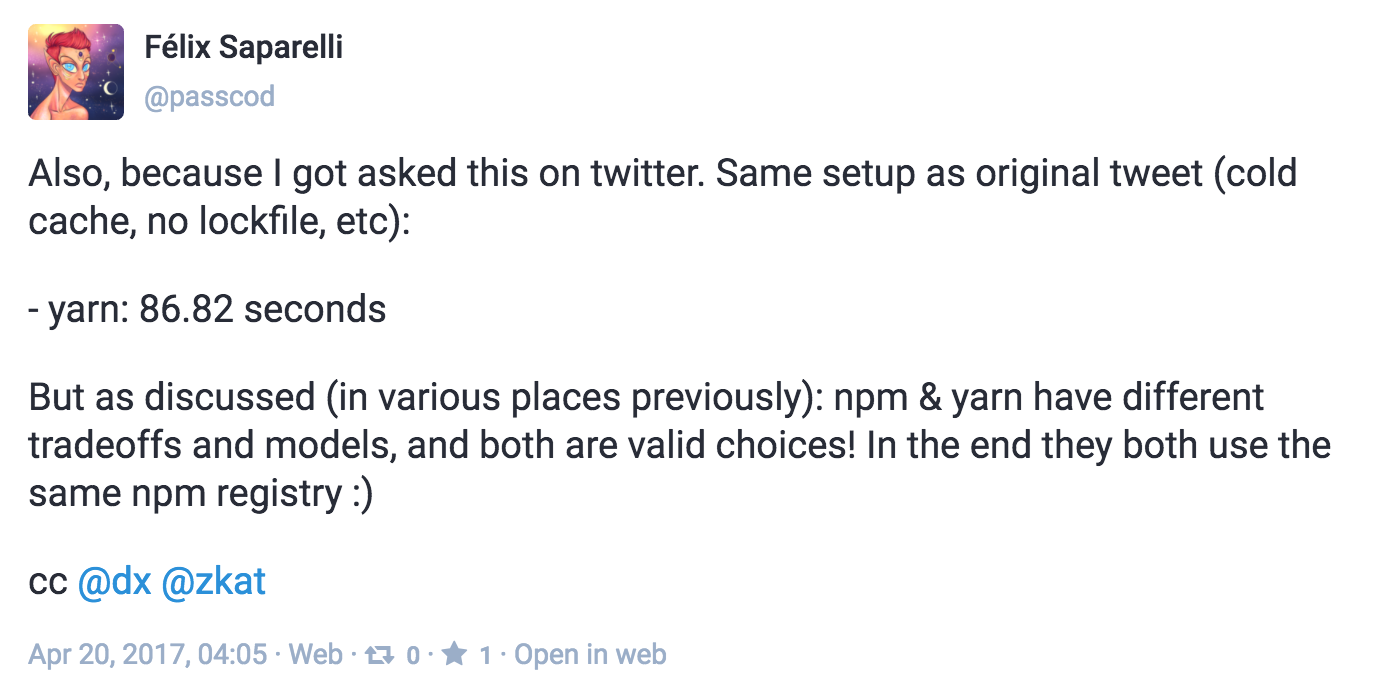 Félix Saparelli
@passcod
Also, because I got asked this on twitter. Same setup as original tweet (cold
cache, no lockfile, etc):
- yarn: 86.82 seconds
But as discussed (in various places previously): npm & yarn have different
tradeoffs and models, and both are valid choices! In the end they both use the
same npm registry :)
cc @dx @zkat
Apr 20, 2017, 04:05 · Web · 0 · 1 · Open in web